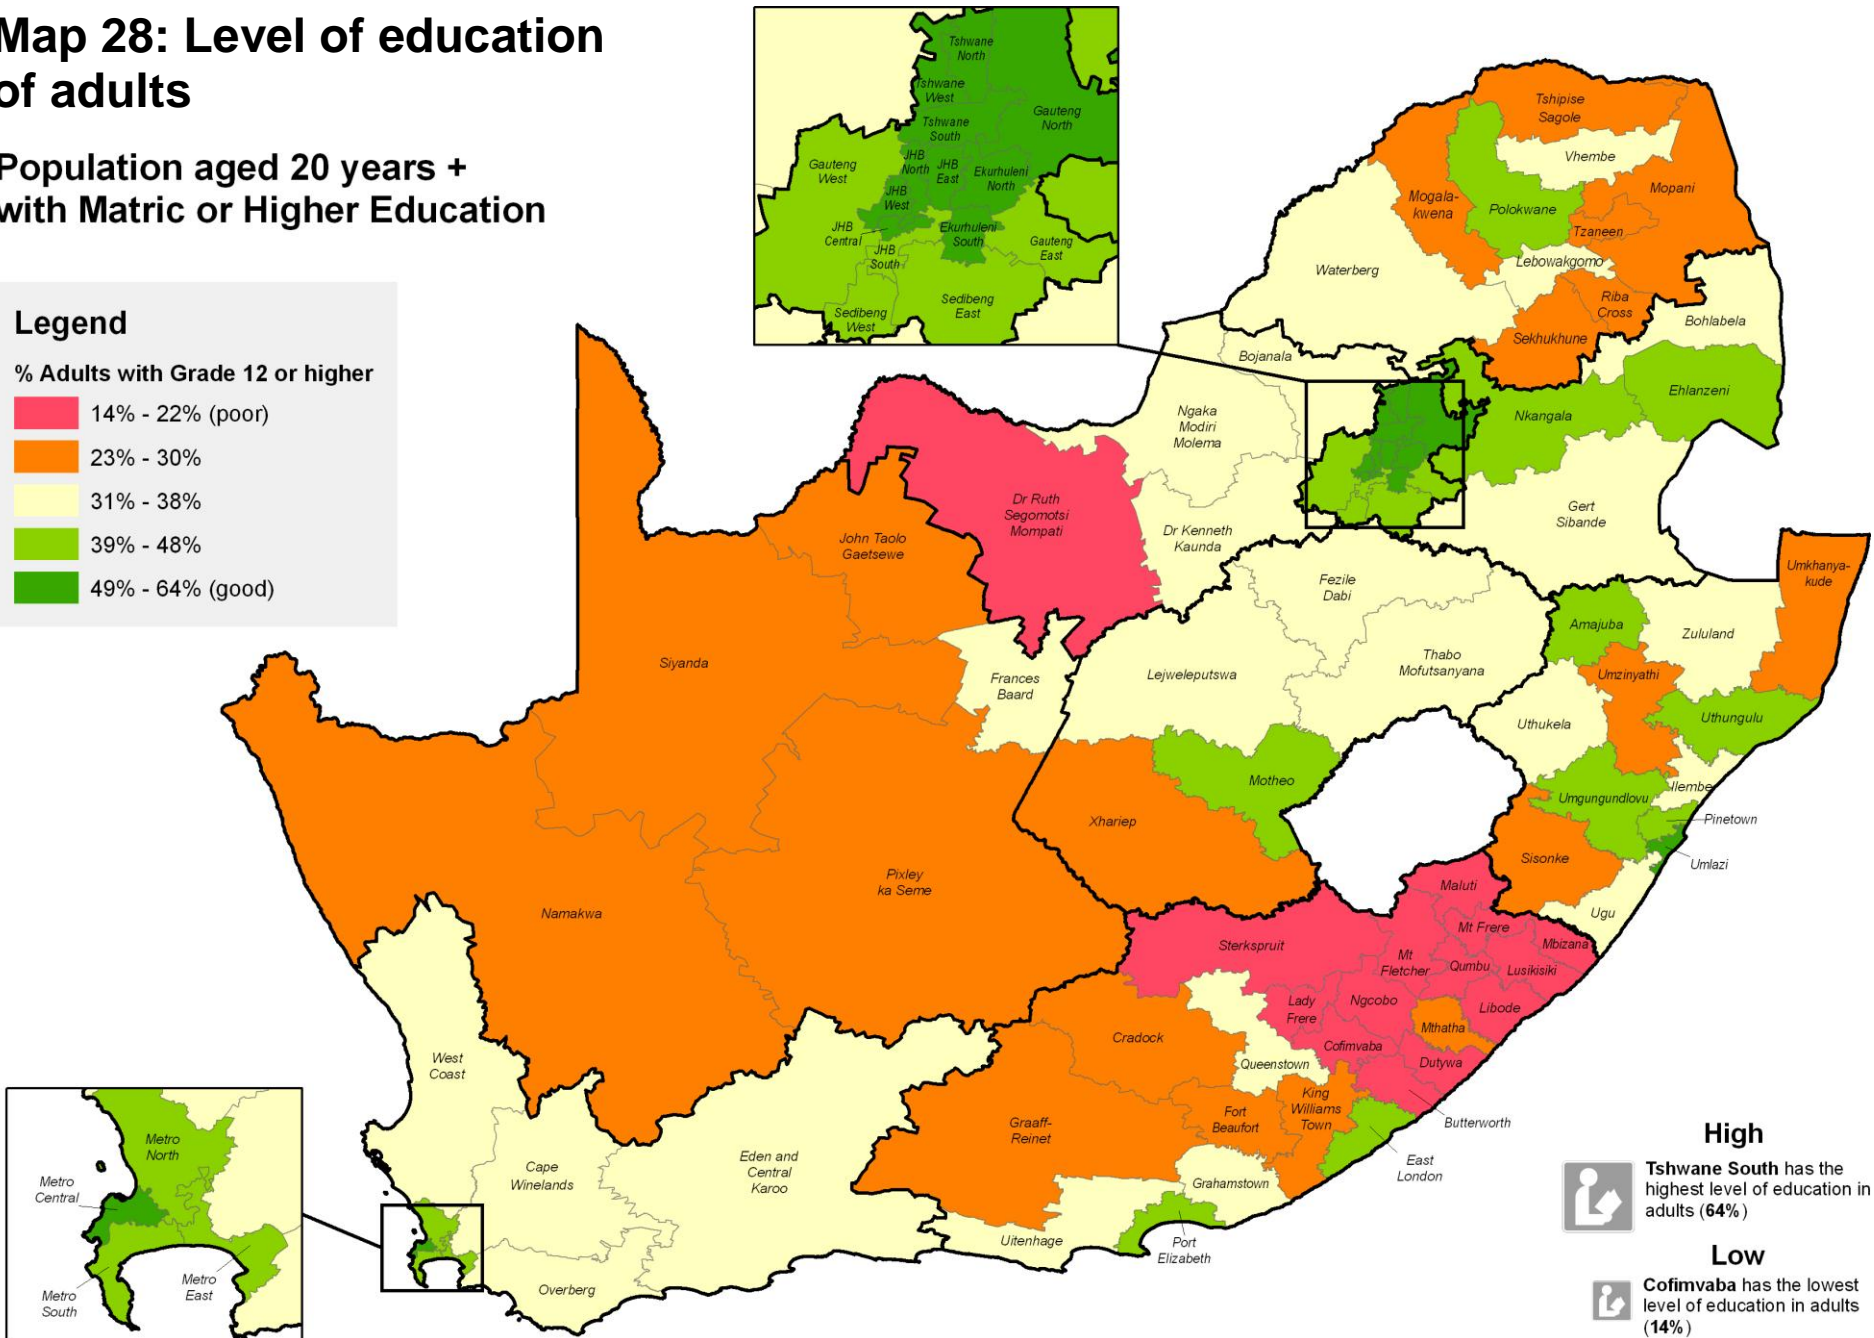 Map 28: Level of education
of adults
Population aged 20 years +
with Matric or Higher Education
Legend
% Adults with Grade 12 or higher
14% - 22% (poor)
23% - 30%
31% - 38%
39% - 48%
49% - 64% (good)
Tshwane
North
Tshwane
West
Gauteng
North
Tshwane
South
Gauteng
West
JHB
North
JHB
East
Ekurhuleni
North
JHB
West
JHB
Central
Ekurhuleni
South
JHB
South
Gauteng
East
Sedibeng
East
Sedibeng
West
Tshipise
Sagole
Vhembe
Mopani
Mogala-
kwena
Polokwane
Tzaneen
Lebowakgomo
Waterberg
Riba
Cross
Bohlabela
Sekhukhune
Bojanala
Ehlanzeni
Nkangala
Ngaka
Modiri
Molema
Dr Ruth
Segomotsi
Mompati
Gert
Sibande
Dr Kenneth
Kaunda
John Taolo
Gaetsewe
Umkhanya-
kude
Fezile
Dabi
Amajuba
Zululand
Siyanda
Frances
Baard
Lejweleputswa
Thabo
Mofutsanyana
Umzinyathi
Uthukela
Uthungulu
Motheo
Ilembe
Umgungundlovu
Pinetown
Xhariep
Sisonke
Umlazi
Pixley
ka Seme
Namakwa
Maluti
Ugu
Mt Frere
Sterkspruit
Mbizana
Mt
Fletcher
Qumbu
Lusikisiki
Lady
Frere
Ngcobo
Libode
Mthatha
Cradock
Cofimvaba
Queenstown
Dutywa
West
Coast
King
Williams
Town
Fort
Beaufort
Butterworth
Graaff-
Reinet
East
London
Cape
Winelands
Eden and
Central
Karoo
Grahamstown
Uitenhage
Port
Elizabeth
Overberg
Metro
North
Metro
Central
Metro
East
Metro
South
High
Tshwane South has the
highest level of education in
adults (64%)
Low
Cofimvaba has the lowest
level of education in adults
(14%)